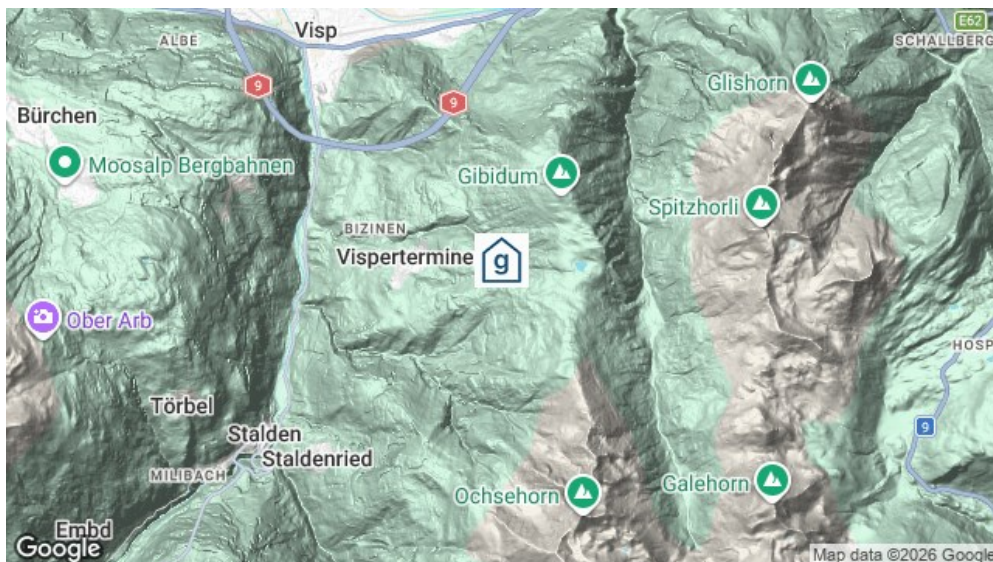 Visp
ALBE
E62
SCHALLBERG
9
Glishorn
9
Bürchen
Moosalp Bergbahnen
Gibidum
Spitzhorli
BIZINEN
Vispertermine
g
Ober Arb
HOSP
Törbel
9
Stalden
Staldenried
MILIBACH
Ochsehorn
Galehorn
Embd
Google
Map data ©2026 Google